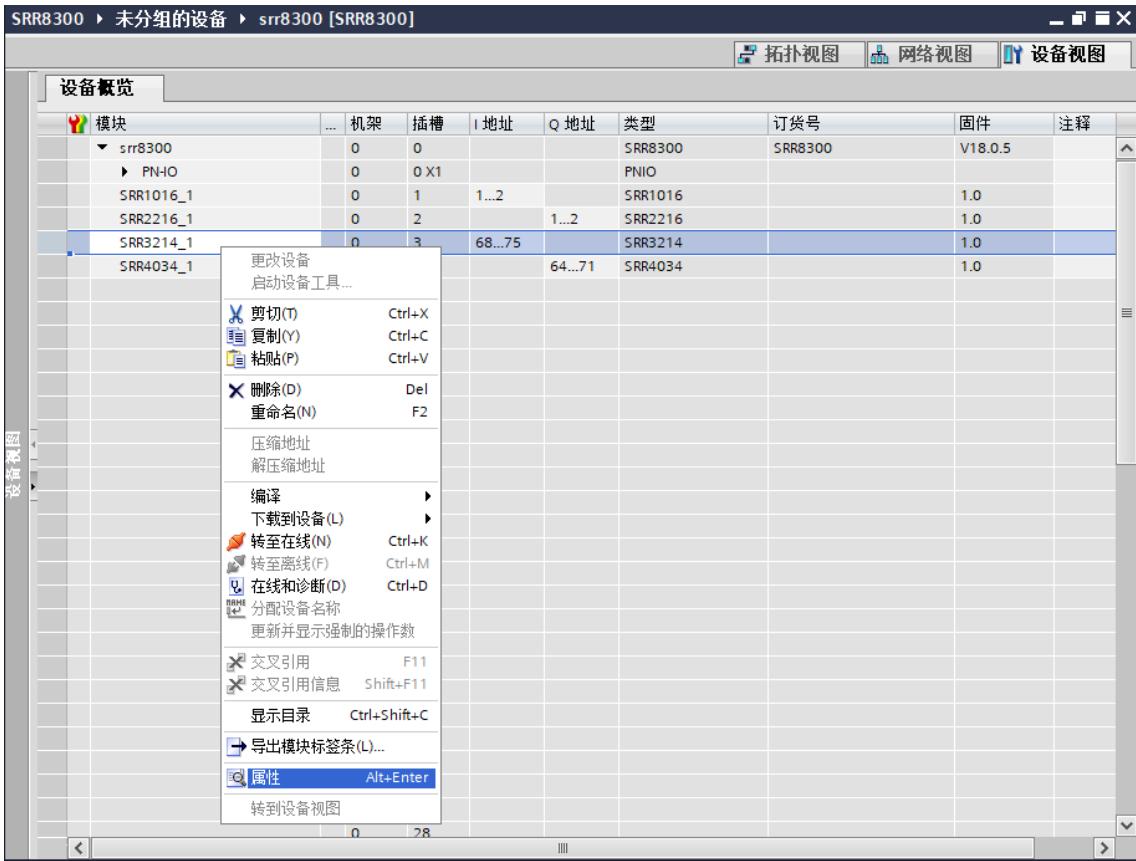 SRR8300 ▸ 未分组的设备 ▸ srr8300 [SRR8300]
拓扑视图 网络视图 设备视图
设备概览
模块 ... 机架 插槽 I 地址 Q 地址 类型 订货号 固件 注释
srr8300 0 0 SRR8300 SRR8300 V18.0.5
PN-IO 0 0 X1 PNIO
SRR1016_1 0 1 1...2 SRR1016 1.0
SRR2216_1 0 2 1...2 SRR2216 1.0
SRR3214_1 0 3 68...75 SRR3214 1.0
SRR4034_1 64...71 SRR4034 1.0
更改设备
启动设备工具...
剪切(T) Ctrl+X
复制(Y) Ctrl+C
粘贴(P) Ctrl+V
删除(D) Del
重命名(N) F2
压缩地址
解压缩地址
编译
下载到设备(L)
转至在线(N) Ctrl+K
转至离线(F) Ctrl+M
在线和诊断(D) Ctrl+D
分配设备名称
更新并显示强制的操作数
交叉引用 F11
交叉引用信息 Shift+F11
显示目录 Ctrl+Shift+C
导出模块标签条(L)...
属性 Alt+Enter
转到设备视图
0 28
设备视图